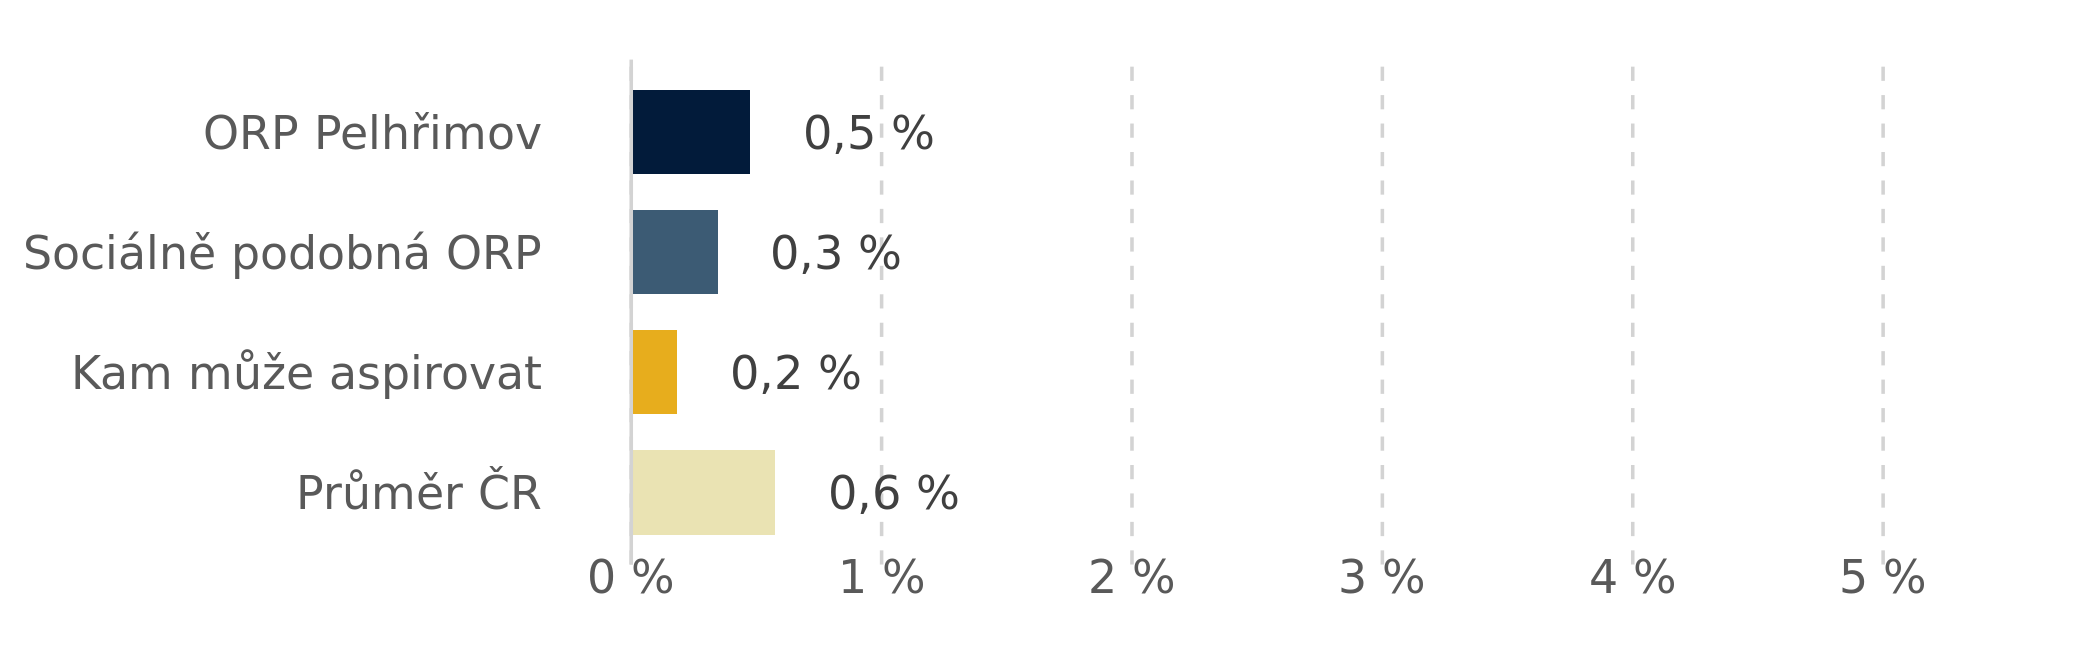 ORP Pelhřimov 0,5 %
Sociálně podobná ORP 0,3 %
Kam může aspirovat 0,2 %
Průměr ČR 0,6 %
0 % 1 % 2 % 3 % 4 % 5 %